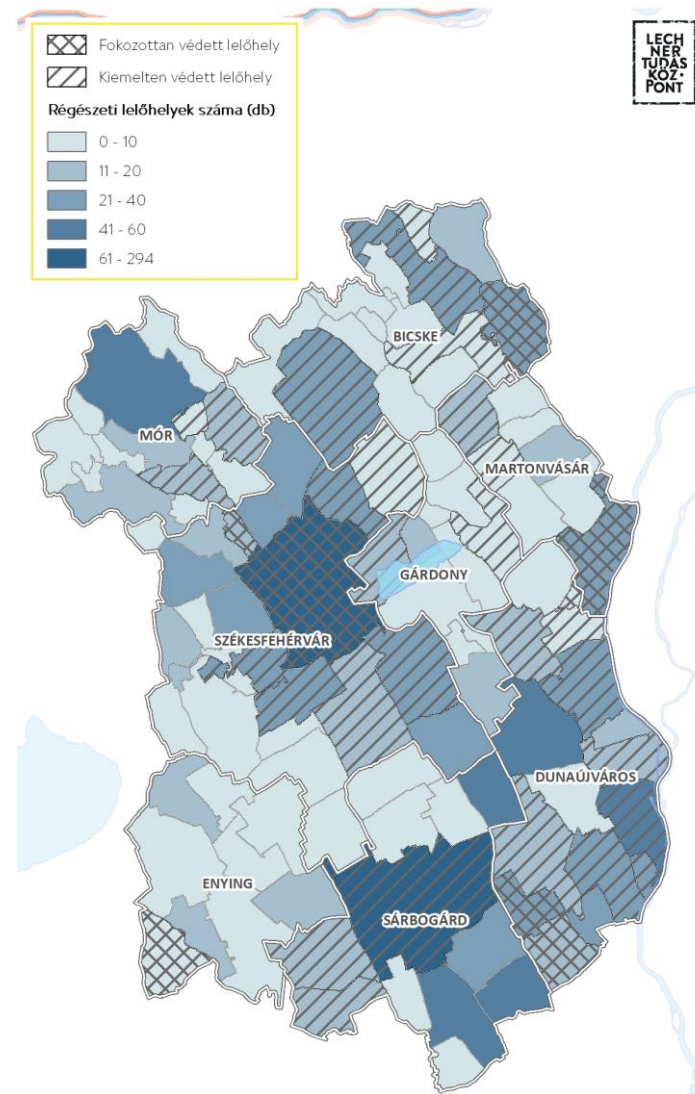 Fokozottan védett lelőhely
Kiemelten védett lelőhely
Régészeti lelőhelyek száma (db)
0 - 10
11 - 20
21 - 40
41 - 60
61 - 294
LECH
NER
TUDÁS
KÖZ•
PONT
BICSKE
MÓR
MARTONVÁSÁR
GÁRDONY
SZÉKESFEHÉRVÁR
DUNAÚJVÁROS
ENYING
SÁRBOGÁRD